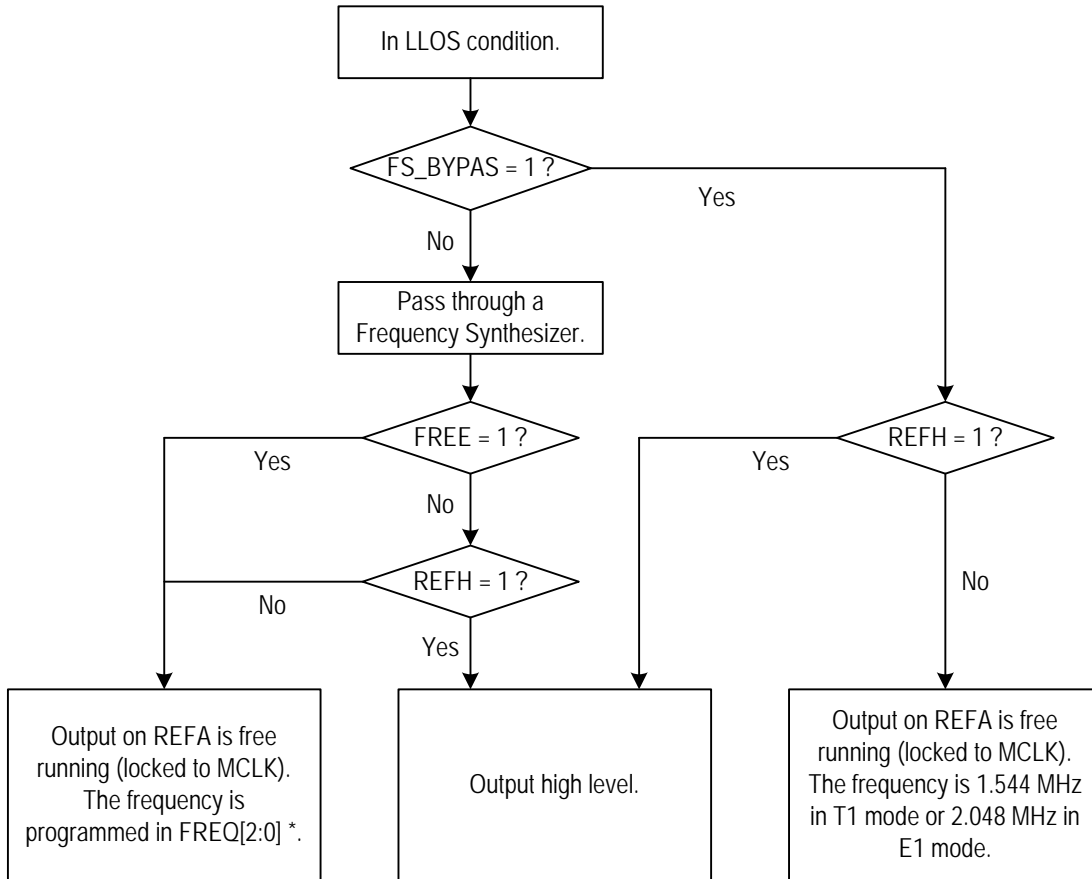 In LLOS condition.
FS_BYPAS = 1 ?
Yes
No
Pass through a
Frequency Synthesizer.
FREE = 1 ?
Yes
No
REFH = 1 ?
Yes
No
REFH = 1 ?
No
Yes
Output on REFA is free
running (locked to MCLK).
The frequency is
programmed in FREQ[2:0] *.
Output high level.
Output on REFA is free
running (locked to MCLK).
The frequency is 1.544 MHz
in T1 mode or 2.048 MHz in
E1 mode.